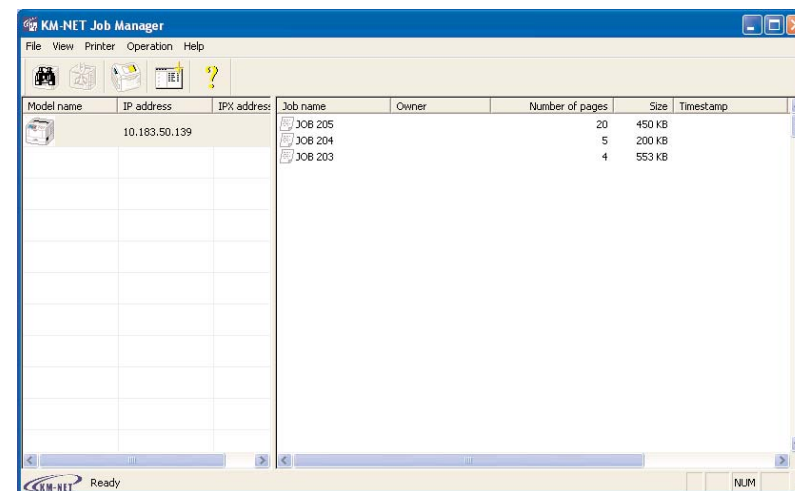 KM-NET Job Manager
File View Printer Operation Help
Model name IP address IPX address Job name Owner Number of pages Size Timestamp
10.183.50.139
JOB 205 20 450 KB
JOB 204 5 200 KB
JOB 203 4 553 KB
KM-NET Ready NUM